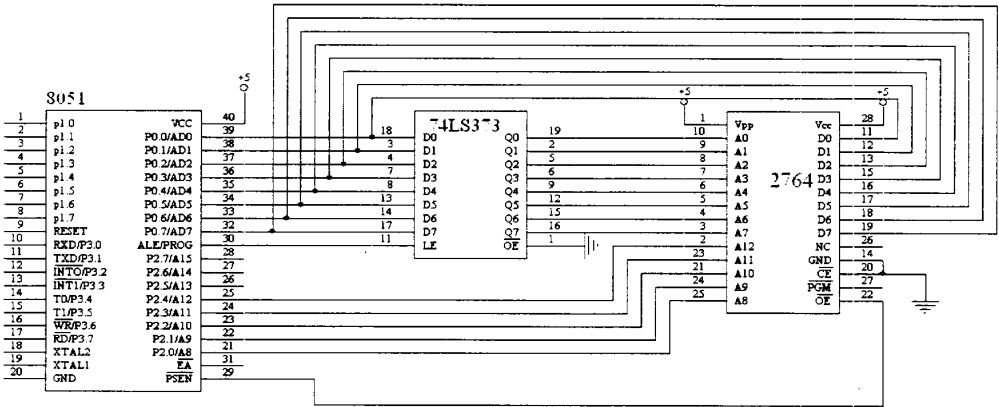 +5
8051
1 p1.0 VCC 40
2 p1.1 P0.0/AD0 39
3 p1.2 P0.1/AD1 38
4 p1.3 P0.2/AD2 37
5 p1.4 P0.3/AD3 36
6 p1.5 P0.4/AD4 35
7 p1.6 P0.5/AD5 34
8 p1.7 P0.6/AD6 33
9 RESET P0.7/AD7 32
10 RXD/P3.0 ALE/PROG 30
11 TXD/P3.1 P2.7/A15 28
12 INTO/P3.2 P2.6/A14 27
13 INT1/P3.3 P2.5/A13 26
14 T0/P3.4 P2.4/A12 25
15 T1/P3.5 P2.3/A11 24
16 WR/P3.6 P2.2/A10 23
17 RD/P3.7 P2.1/A9 22
18 XTAL2 P2.0/A8 21
19 XTAL1 EA 31
20 GND PSEN 29
74LS373
18 D0 Q0 19
3 D1 Q1 2
4 D2 Q2 5
7 D3 Q3 6
8 D4 Q4 9
13 D5 Q5 12
14 D6 Q6 15
17 D7 Q7 16
11 LE OE 1
+5
+5
2764
1 Vpp Vcc 28
10 A0 D0 11
9 A1 D1 12
8 A2 D2 13
7 A3 D3 15
6 A4 D4 16
5 A5 D5 17
4 A6 D6 18
3 A7 D7 19
2 A12 NC 26
23 A11 GND 14
21 A10 CE 20
24 A9 PGM 27
25 A8 OE 22